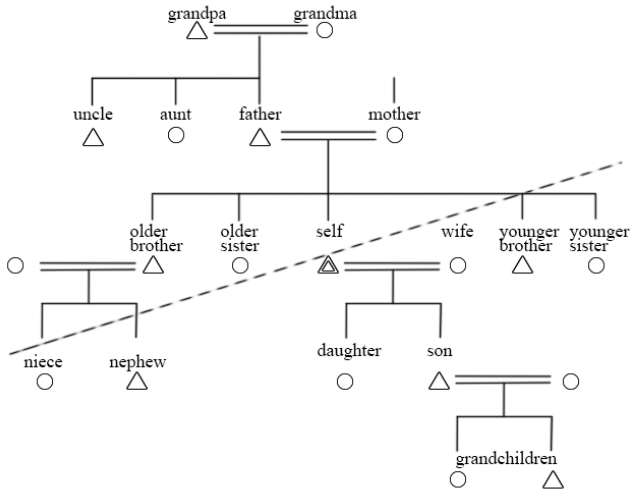 grandpa
grandma
uncle
aunt
father
mother
older
brother
older
sister
self
wife
younger
brother
younger
sister
niece
nephew
daughter
son
grandchildren